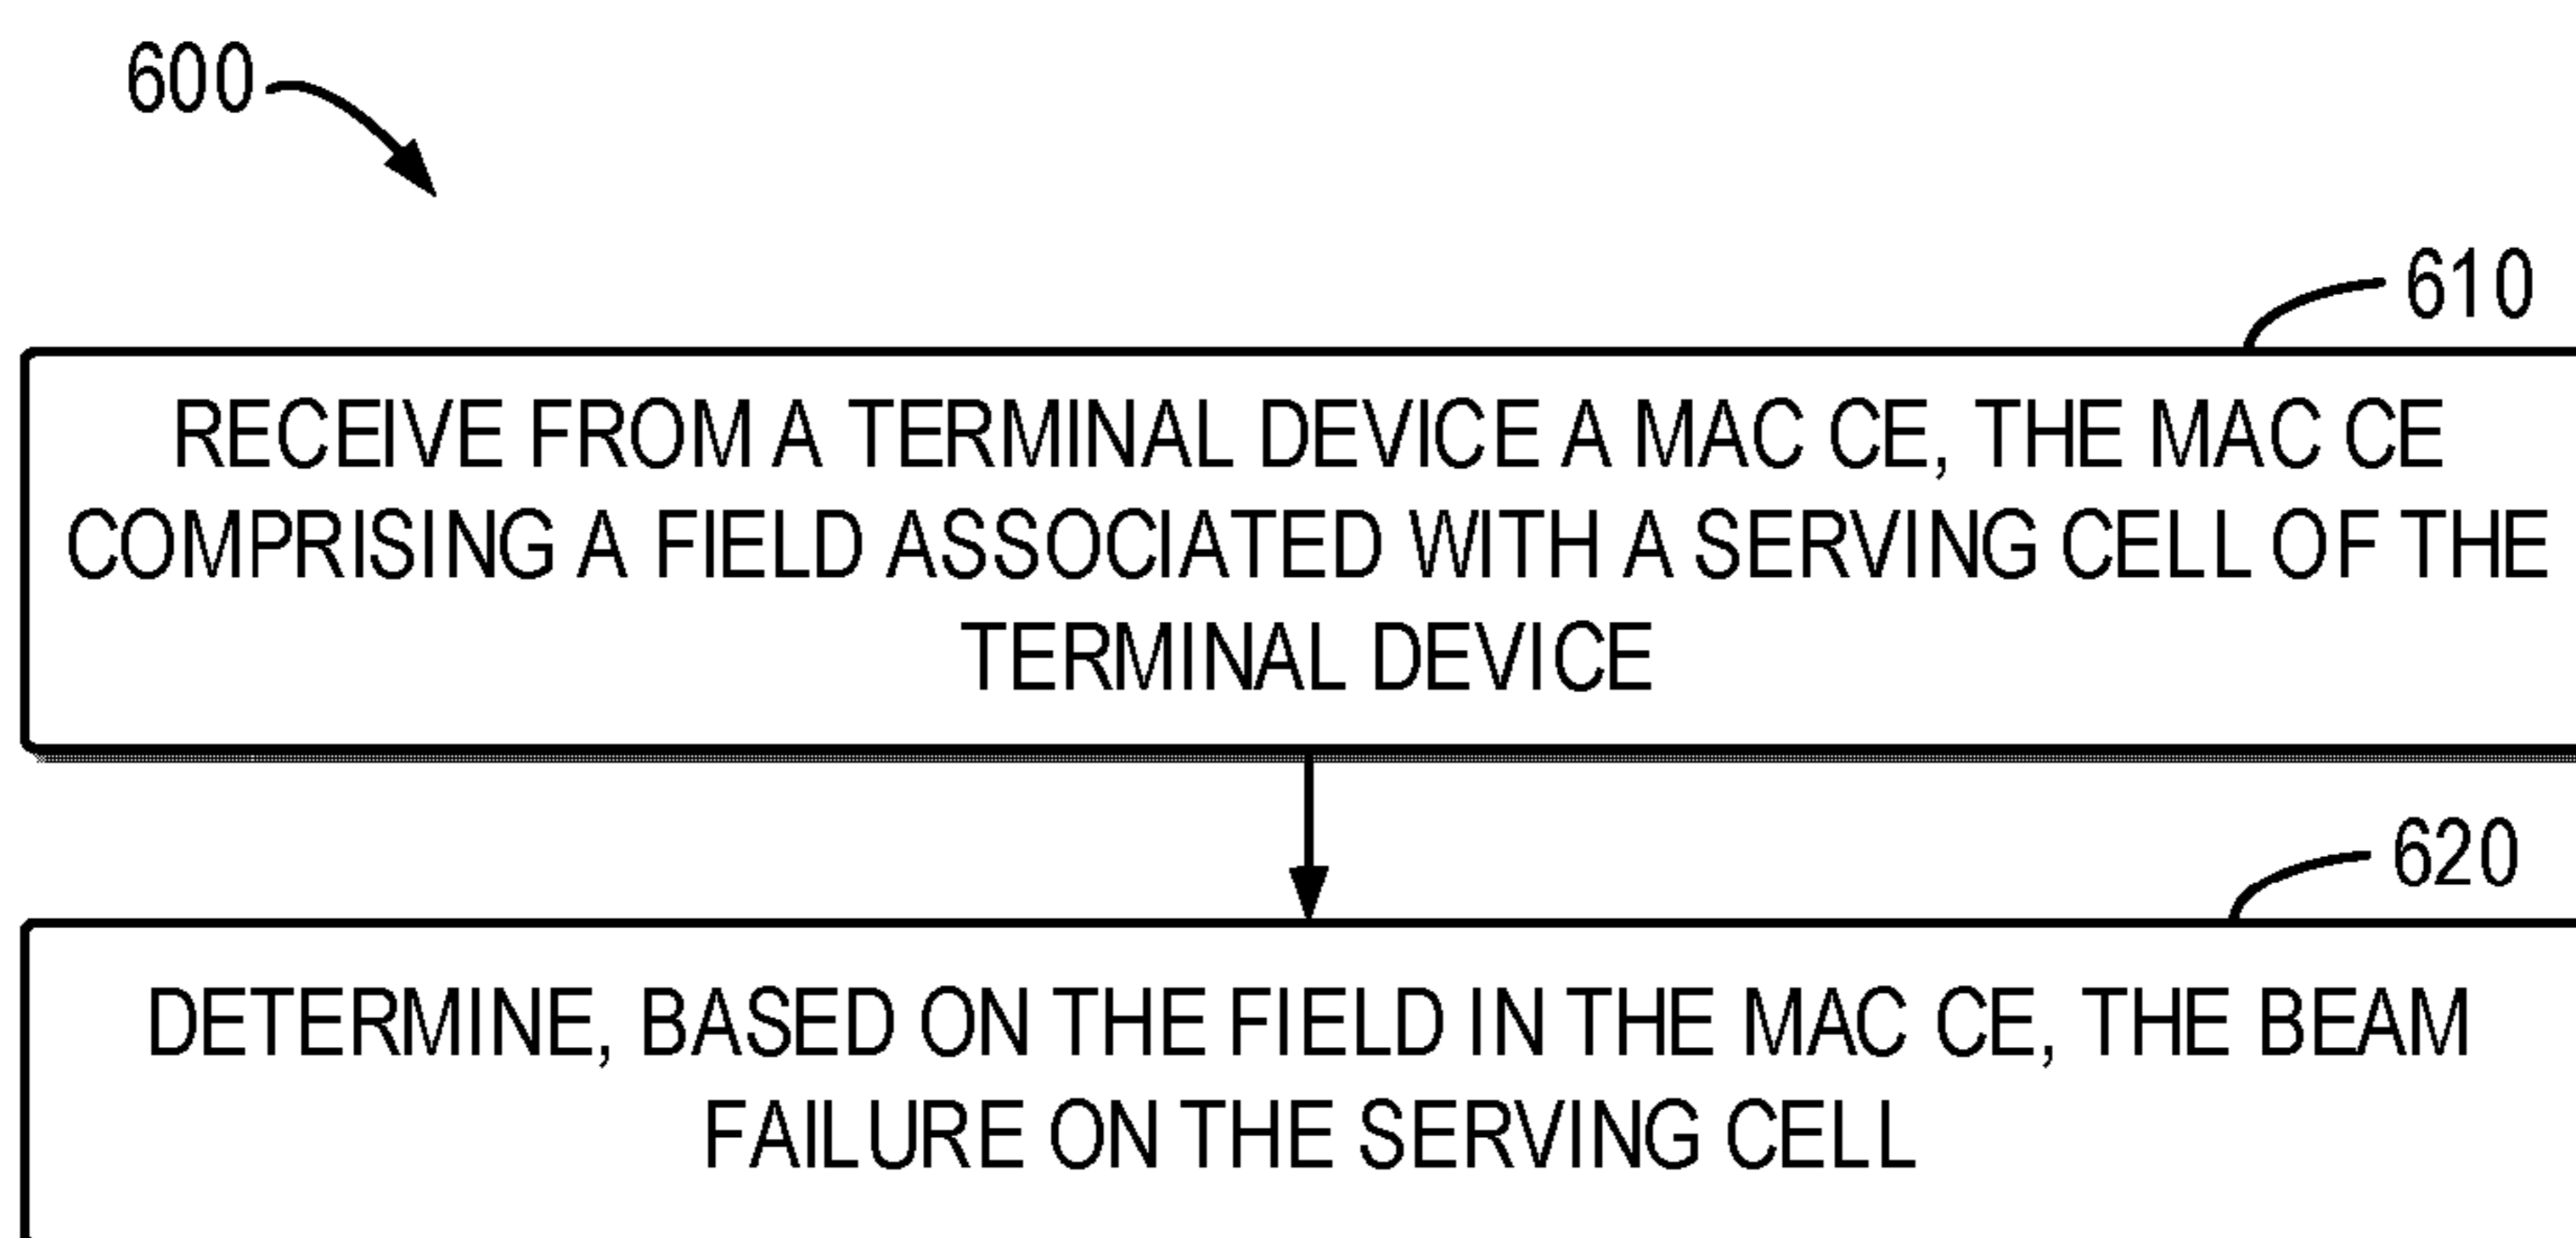 600
610
RECEIVE FROM A TERMINAL DEVICE A MAC CE, THE MAC CE
COMPRISING A FIELD ASSOCIATED WITH A SERVING CELL OF THE
TERMINAL DEVICE
620
DETERMINE, BASED ON THE FIELD IN THE MAC CE, THE BEAM
FAILURE ON THE SERVING CELL